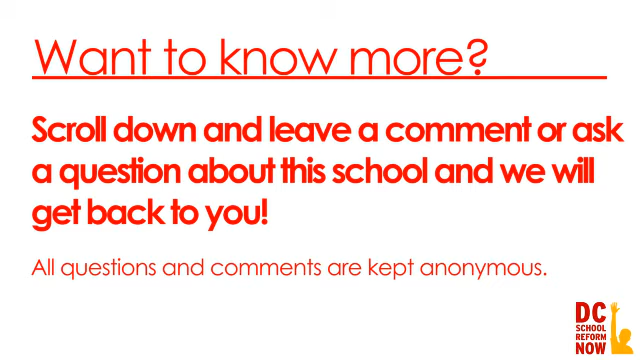 Want to know more?
Scroll down and leave a comment or ask
a question about this school and we will
get back to you!
All questions and comments are kept anonymous.
DC
SCHOOL
REFORM
NOW